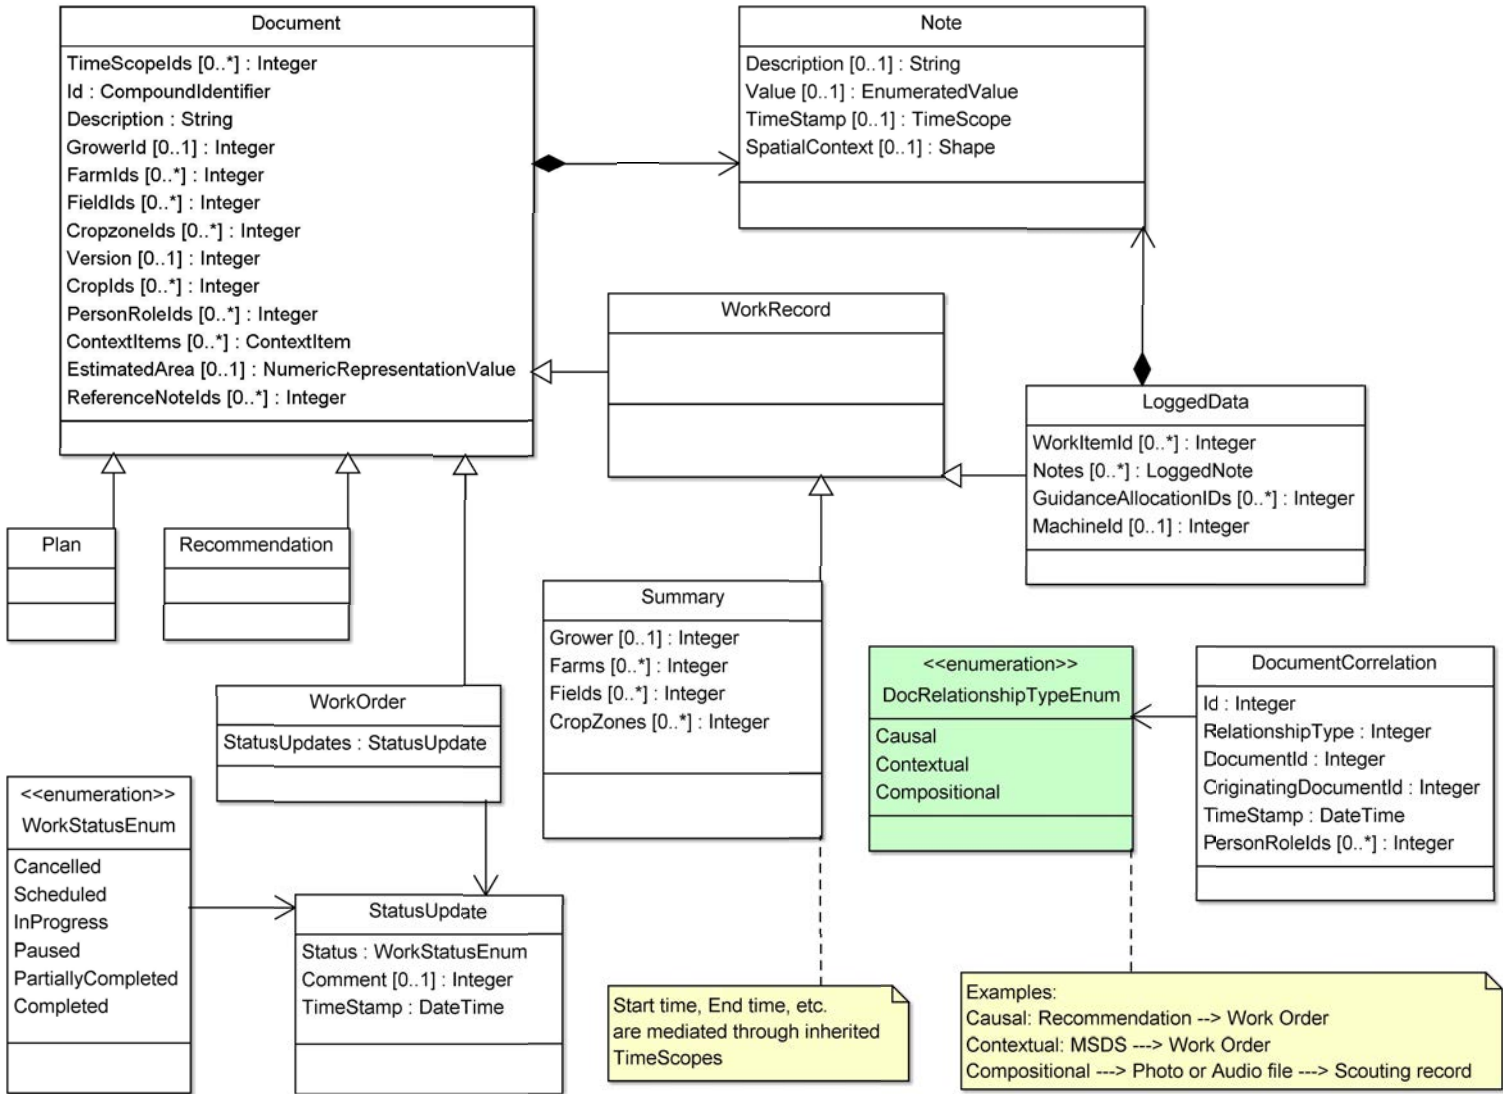 Document
TimeScopeIds [0..*] : Integer
Id : CompoundIdentifier
Description : String
GrowerId [0..1] : Integer
FarmIds [0..*] : Integer
FieldIds [0..*] : Integer
CropzoneIds [0..*] : Integer
Version [0..1] : Integer
CropIds [0..*] : Integer
PersonRoleIds [0..*] : Integer
ContextItems [0..*] : ContextItem
EstimatedArea [0..1] : NumericRepresentationValue
ReferenceNoteIds [0..*] : Integer
Note
Description [0..1] : String
Value [0..1] : EnumeratedValue
TimeStamp [0..1] : TimeScope
SpatialContext [0..1] : Shape
WorkRecord
LoggedData
WorkItemId [0..*] : Integer
Notes [0..*] : LoggedNote
GuidanceAllocationIDs [0..*] : Integer
MachineId [0..1] : Integer
Plan
Recommendation
Summary
Grower [0..1] : Integer
Farms [0..*] : Integer
Fields [0..*] : Integer
CropZones [0..*] : Integer
<<enumeration>>
DocRelationshipTypeEnum
Causal
Contextual
Compositional
DocumentCorrelation
Id : Integer
RelationshipType : Integer
DocumentId : Integer
OriginatingDocumentId : Integer
TimeStamp : DateTime
PersonRoleIds [0..*] : Integer
WorkOrder
StatusUpdates : StatusUpdate
<<enumeration>>
WorkStatusEnum
Cancelled
Scheduled
InProgress
Paused
PartiallyCompleted
Completed
StatusUpdate
Status : WorkStatusEnum
Comment [0..1] : Integer
TimeStamp : DateTime
Start time, End time, etc.
are mediated through inherited
TimeScopes
Examples:
Causal: Recommendation --> Work Order
Contextual: MSDS ---> Work Order
Compositional ---> Photo or Audio file ---> Scouting record